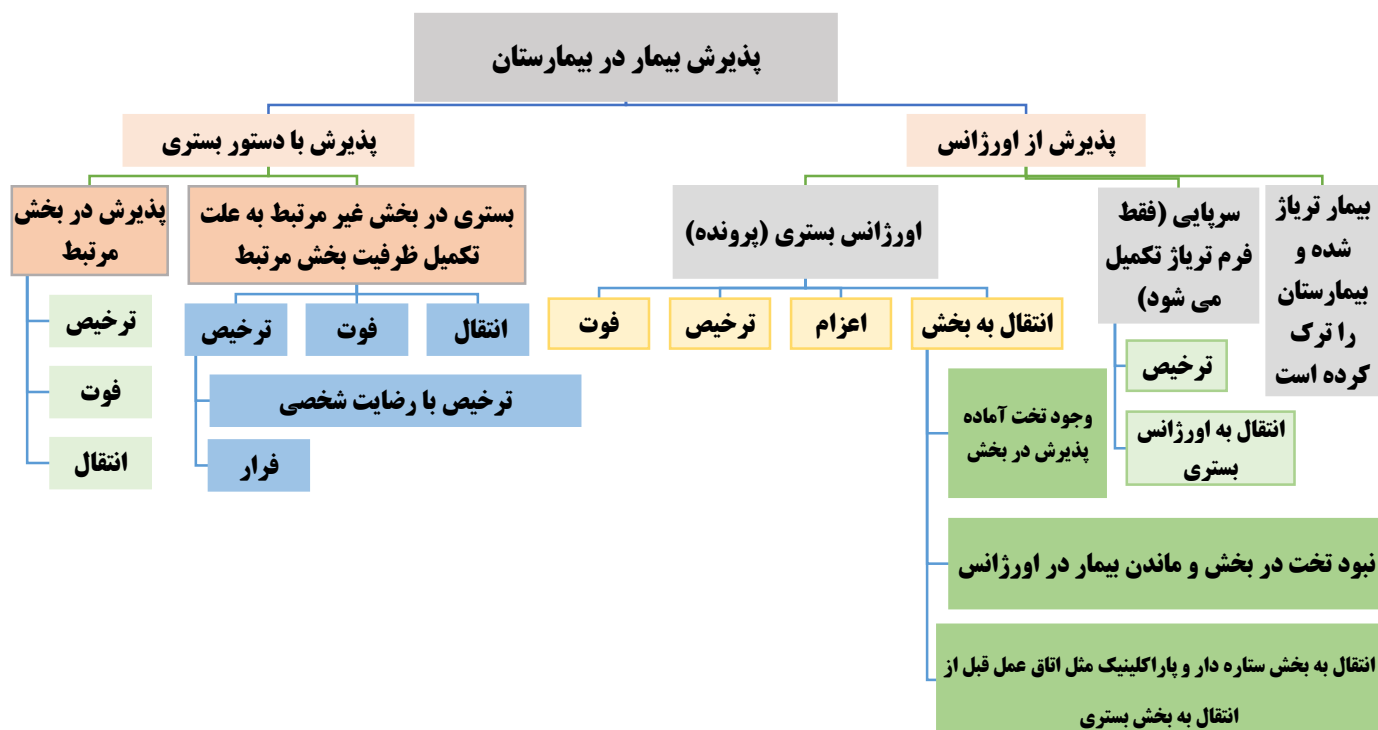 پذیرش بیمار در بیمارستان
پذیرش از اورژانس
پذیرش با دستور بستری
بیمار تریاژ
شده و
بیمارستان
را ترک
کرده است
سرپایی (فقط
فرم تریاژ تکمیل
می شود)
ترخیص
انتقال به اورژانس
بستری
اورژانس بستری (پرونده)
انتقال به بخش
اعزام
ترخیص
فوت
وجود تخت آماده
پذیرش در بخش
نبود تخت در بخش و ماندن بیمار در اورژانس
انتقال به بخش ستاره دار و پاراکلینیک مثل اتاق عمل قبل از
انتقال به بخش بستری
بستری در بخش غیر مرتبط به علت
تکمیل ظرفیت بخش مرتبط
انتقال
فوت
ترخیص
ترخیص با رضایت شخصی
فرار
پذیرش در بخش
مرتبط
ترخیص
فوت
انتقال